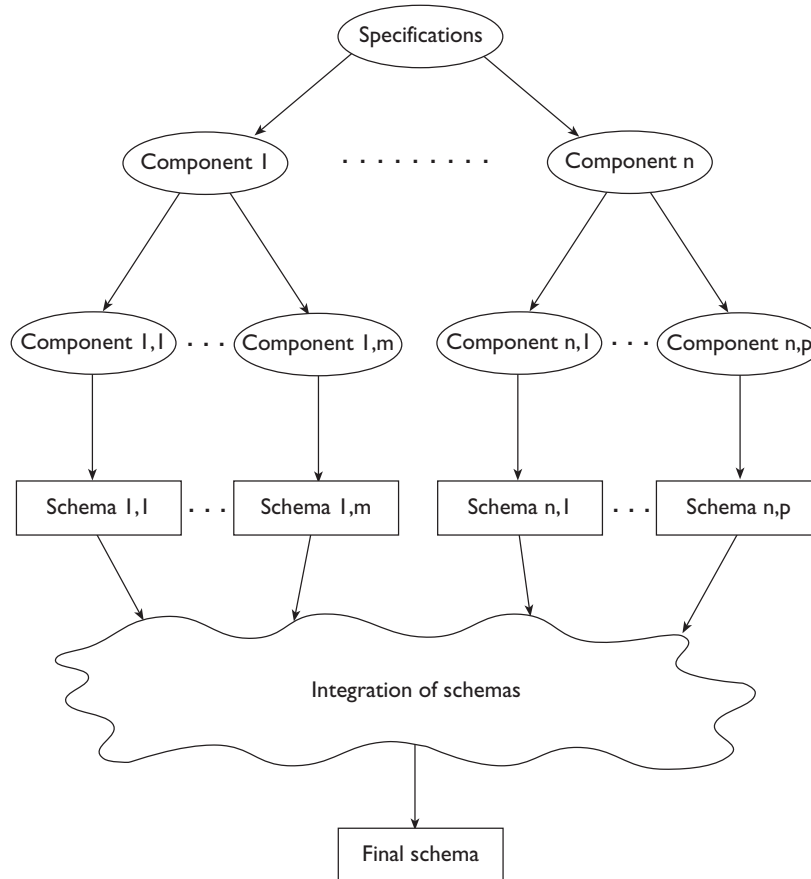 Specifications
Component 1 . . . . . . . . . Component n
Component 1,1 . . . Component 1,m Component n,1 . . . Component n,p
Schema 1,1 . . . Schema 1,m Schema n,1 . . . Schema n,p
Integration of schemas
Final schema